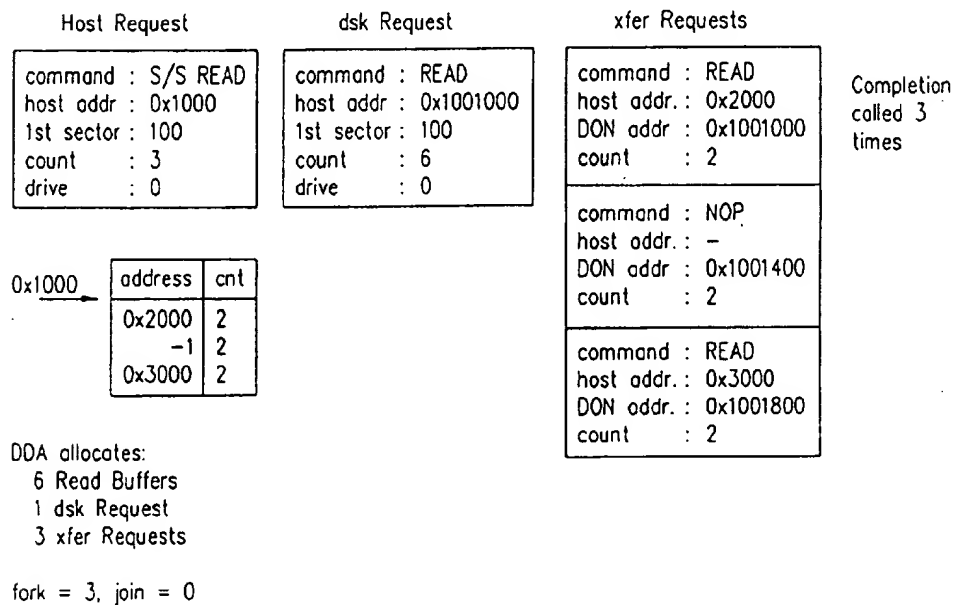 Host Request
command : S/S READ
host addr : 0x1000
1st sector : 100
count : 3
drive : 0
dsk Request
command : READ
host addr : 0x1001000
1st sector : 100
count : 6
drive : 0
xfer Requests
command : READ
host addr. : 0x2000
DON addr : 0x1001000
count : 2
command : NOP
host addr. : –
DON addr : 0x1001400
count : 2
command : READ
host addr. : 0x3000
DON addr. : 0x1001800
count : 2
Completion
called 3
times
0x1000
address cnt
0x2000 2
-1 2
0x3000 2
DDA allocates:
6 Read Buffers
1 dsk Request
3 xfer Requests
fork = 3, join = 0